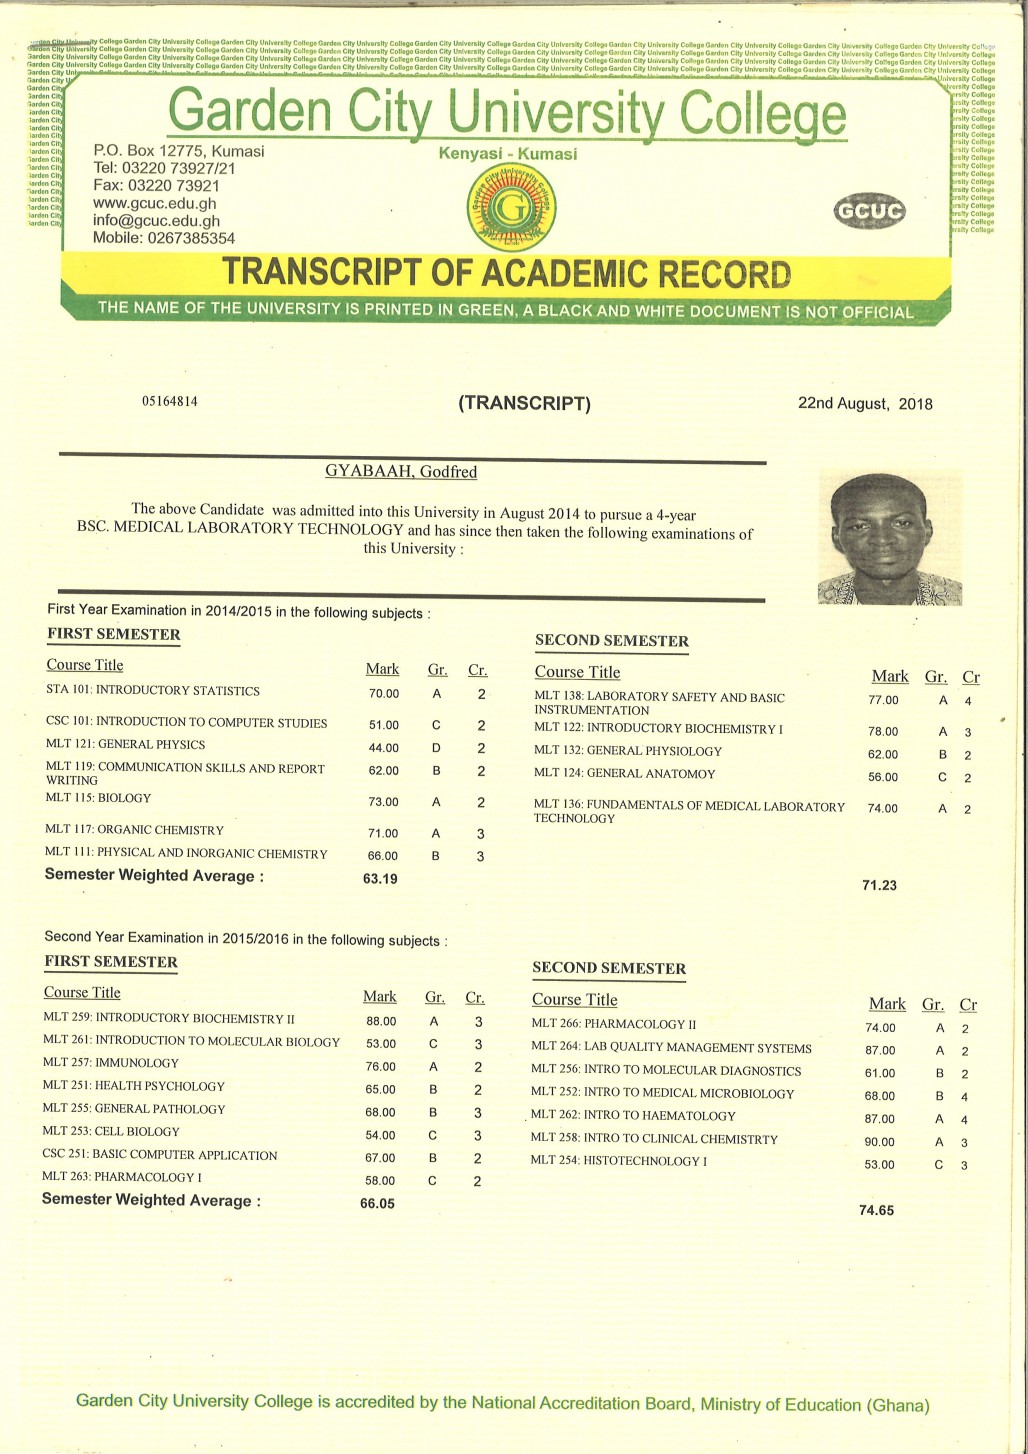 Garden City University College
P.O. Box 12775, Kumasi
Tel: 03220 73927/21
Fax: 03220 73921
www.gcuc.edu.gh
info@gcuc.edu.gh
Mobile: 0267385354
Kenyasi - Kumasi
Garden City University College
G
GCUC
TRANSCRIPT OF ACADEMIC RECORD
THE NAME OF THE UNIVERSITY IS PRINTED IN GREEN, A BLACK AND WHITE DOCUMENT IS NOT OFFICIAL
05164814 (TRANSCRIPT) 22nd August, 2018
GYABAAH, Godfred
The above Candidate was admitted into this University in August 2014 to pursue a 4-year
BSC. MEDICAL LABORATORY TECHNOLOGY and has since then taken the following examinations of
this University :
First Year Examination in 2014/2015 in the following subjects :
FIRST SEMESTER
Course Title Mark Gr. Cr.
STA 101: INTRODUCTORY STATISTICS 70.00 A 2
CSC 101: INTRODUCTION TO COMPUTER STUDIES 51.00 C 2
MLT 121: GENERAL PHYSICS 44.00 D 2
MLT 119: COMMUNICATION SKILLS AND REPORT 62.00 B 2
WRITING
MLT 115: BIOLOGY 73.00 A 2
MLT 117: ORGANIC CHEMISTRY 71.00 A 3
MLT 111: PHYSICAL AND INORGANIC CHEMISTRY 66.00 B 3
Semester Weighted Average : 63.19
SECOND SEMESTER
Course Title Mark Gr. Cr
MLT 138: LABORATORY SAFETY AND BASIC 77.00 A 4
INSTRUMENTATION
MLT 122: INTRODUCTORY BIOCHEMISTRY I 78.00 A 3
MLT 132: GENERAL PHYSIOLOGY 62.00 B 2
MLT 124: GENERAL ANATOMOY 56.00 C 2
MLT 136: FUNDAMENTALS OF MEDICAL LABORATORY 74.00 A 2
TECHNOLOGY
71.23
Second Year Examination in 2015/2016 in the following subjects :
FIRST SEMESTER
Course Title Mark Gr. Cr.
MLT 259: INTRODUCTORY BIOCHEMISTRY II 88.00 A 3
MLT 261: INTRODUCTION TO MOLECULAR BIOLOGY 53.00 C 3
MLT 257: IMMUNOLOGY 76.00 A 2
MLT 251: HEALTH PSYCHOLOGY 65.00 B 2
MLT 255: GENERAL PATHOLOGY 68.00 B 3
MLT 253: CELL BIOLOGY 54.00 C 3
CSC 251: BASIC COMPUTER APPLICATION 67.00 B 2
MLT 263: PHARMACOLOGY I 58.00 C 2
Semester Weighted Average : 66.05
SECOND SEMESTER
Course Title Mark Gr. Cr
MLT 266: PHARMACOLOGY II 74.00 A 2
MLT 264: LAB QUALITY MANAGEMENT SYSTEMS 87.00 A 2
MLT 256: INTRO TO MOLECULAR DIAGNOSTICS 61.00 B 2
MLT 252: INTRO TO MEDICAL MICROBIOLOGY 68.00 B 4
MLT 262: INTRO TO HAEMATOLOGY 87.00 A 4
MLT 258: INTRO TO CLINICAL CHEMISTRTY 90.00 A 3
MLT 254: HISTOTECHNOLOGY I 53.00 C 3
74.65
Garden City University College is accredited by the National Accreditation Board, Ministry of Education (Ghana)